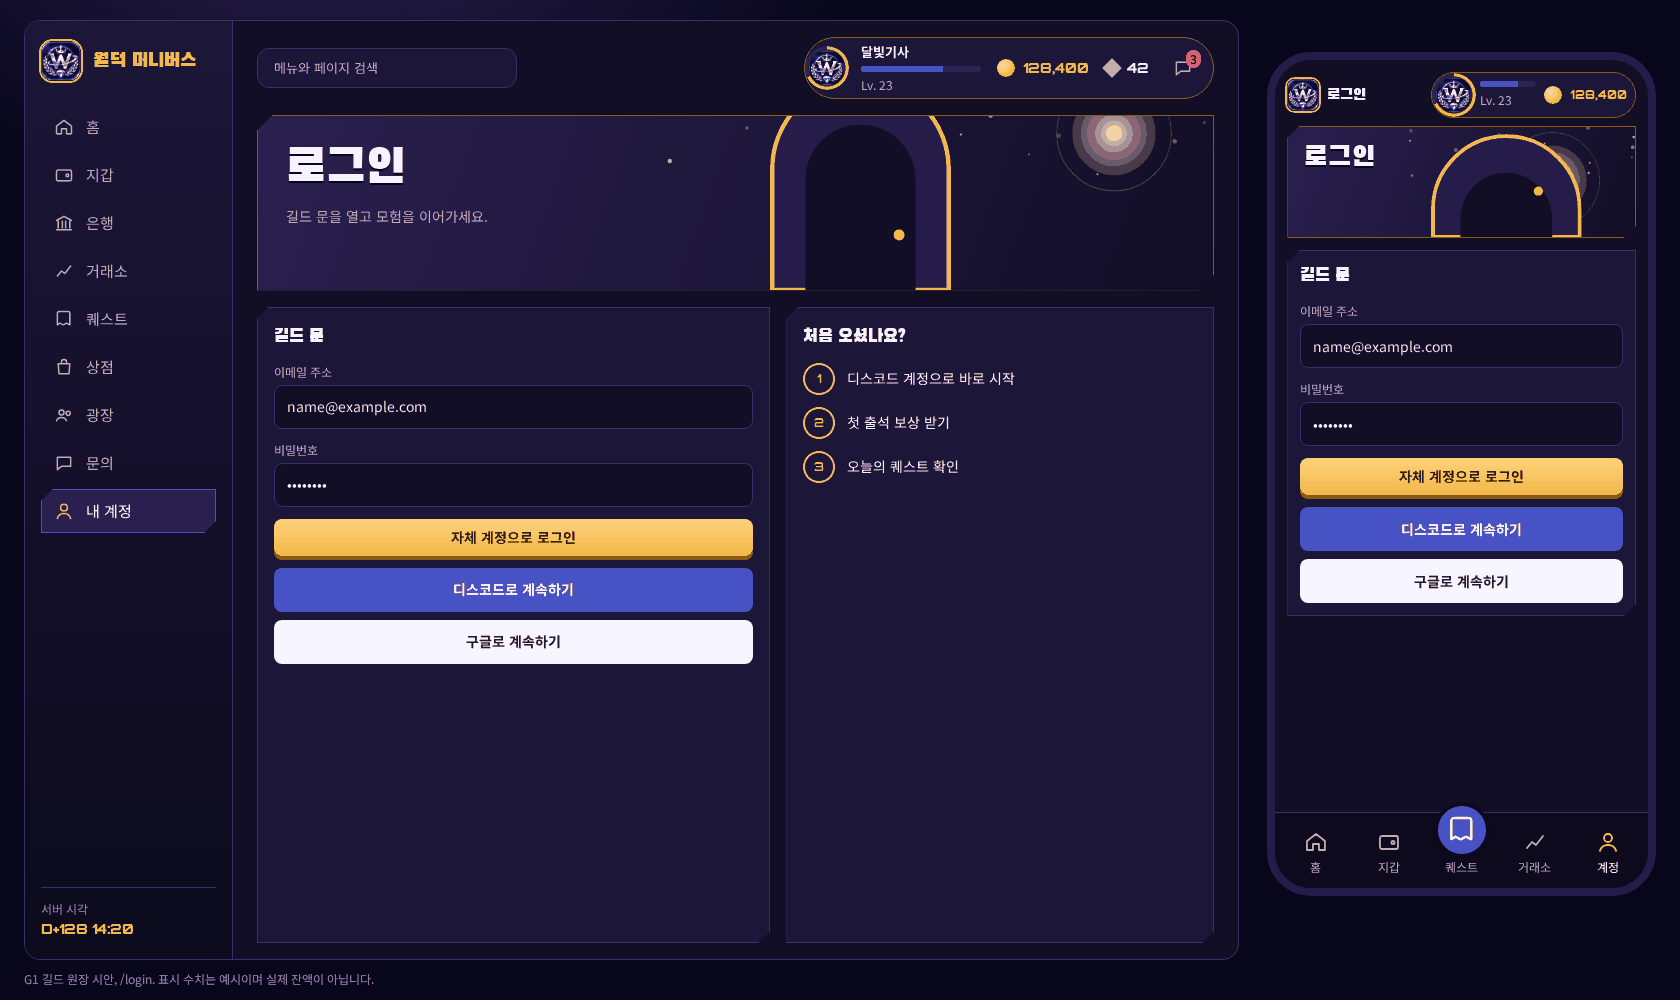 원덕 머니버스
홈
지갑
은행
거래소
퀘스트
상점
광장
문의
내 계정
서버 시각
D+128 14:20
메뉴와 페이지 검색
W
달빛기사
Lv. 23
128,400
42
3
로그인
길드 문을 열고 모험을 이어가세요.
길드 문
이메일 주소
name@example.com
비밀번호
••••••••
자체 계정으로 로그인
디스코드로 계속하기
구글로 계속하기
처음 오셨나요?
1 디스코드 계정으로 바로 시작
2 첫 출석 보상 받기
3 오늘의 퀘스트 확인
G1 길드 원장 시안, /login. 표시 수치는 예시이며 실제 잔액이 아닙니다.
W
로그인
W
Lv. 23
128,400
로그인
길드 문
이메일 주소
name@example.com
비밀번호
••••••••
자체 계정으로 로그인
디스코드로 계속하기
구글로 계속하기
홈
지갑
퀘스트
거래소
계정